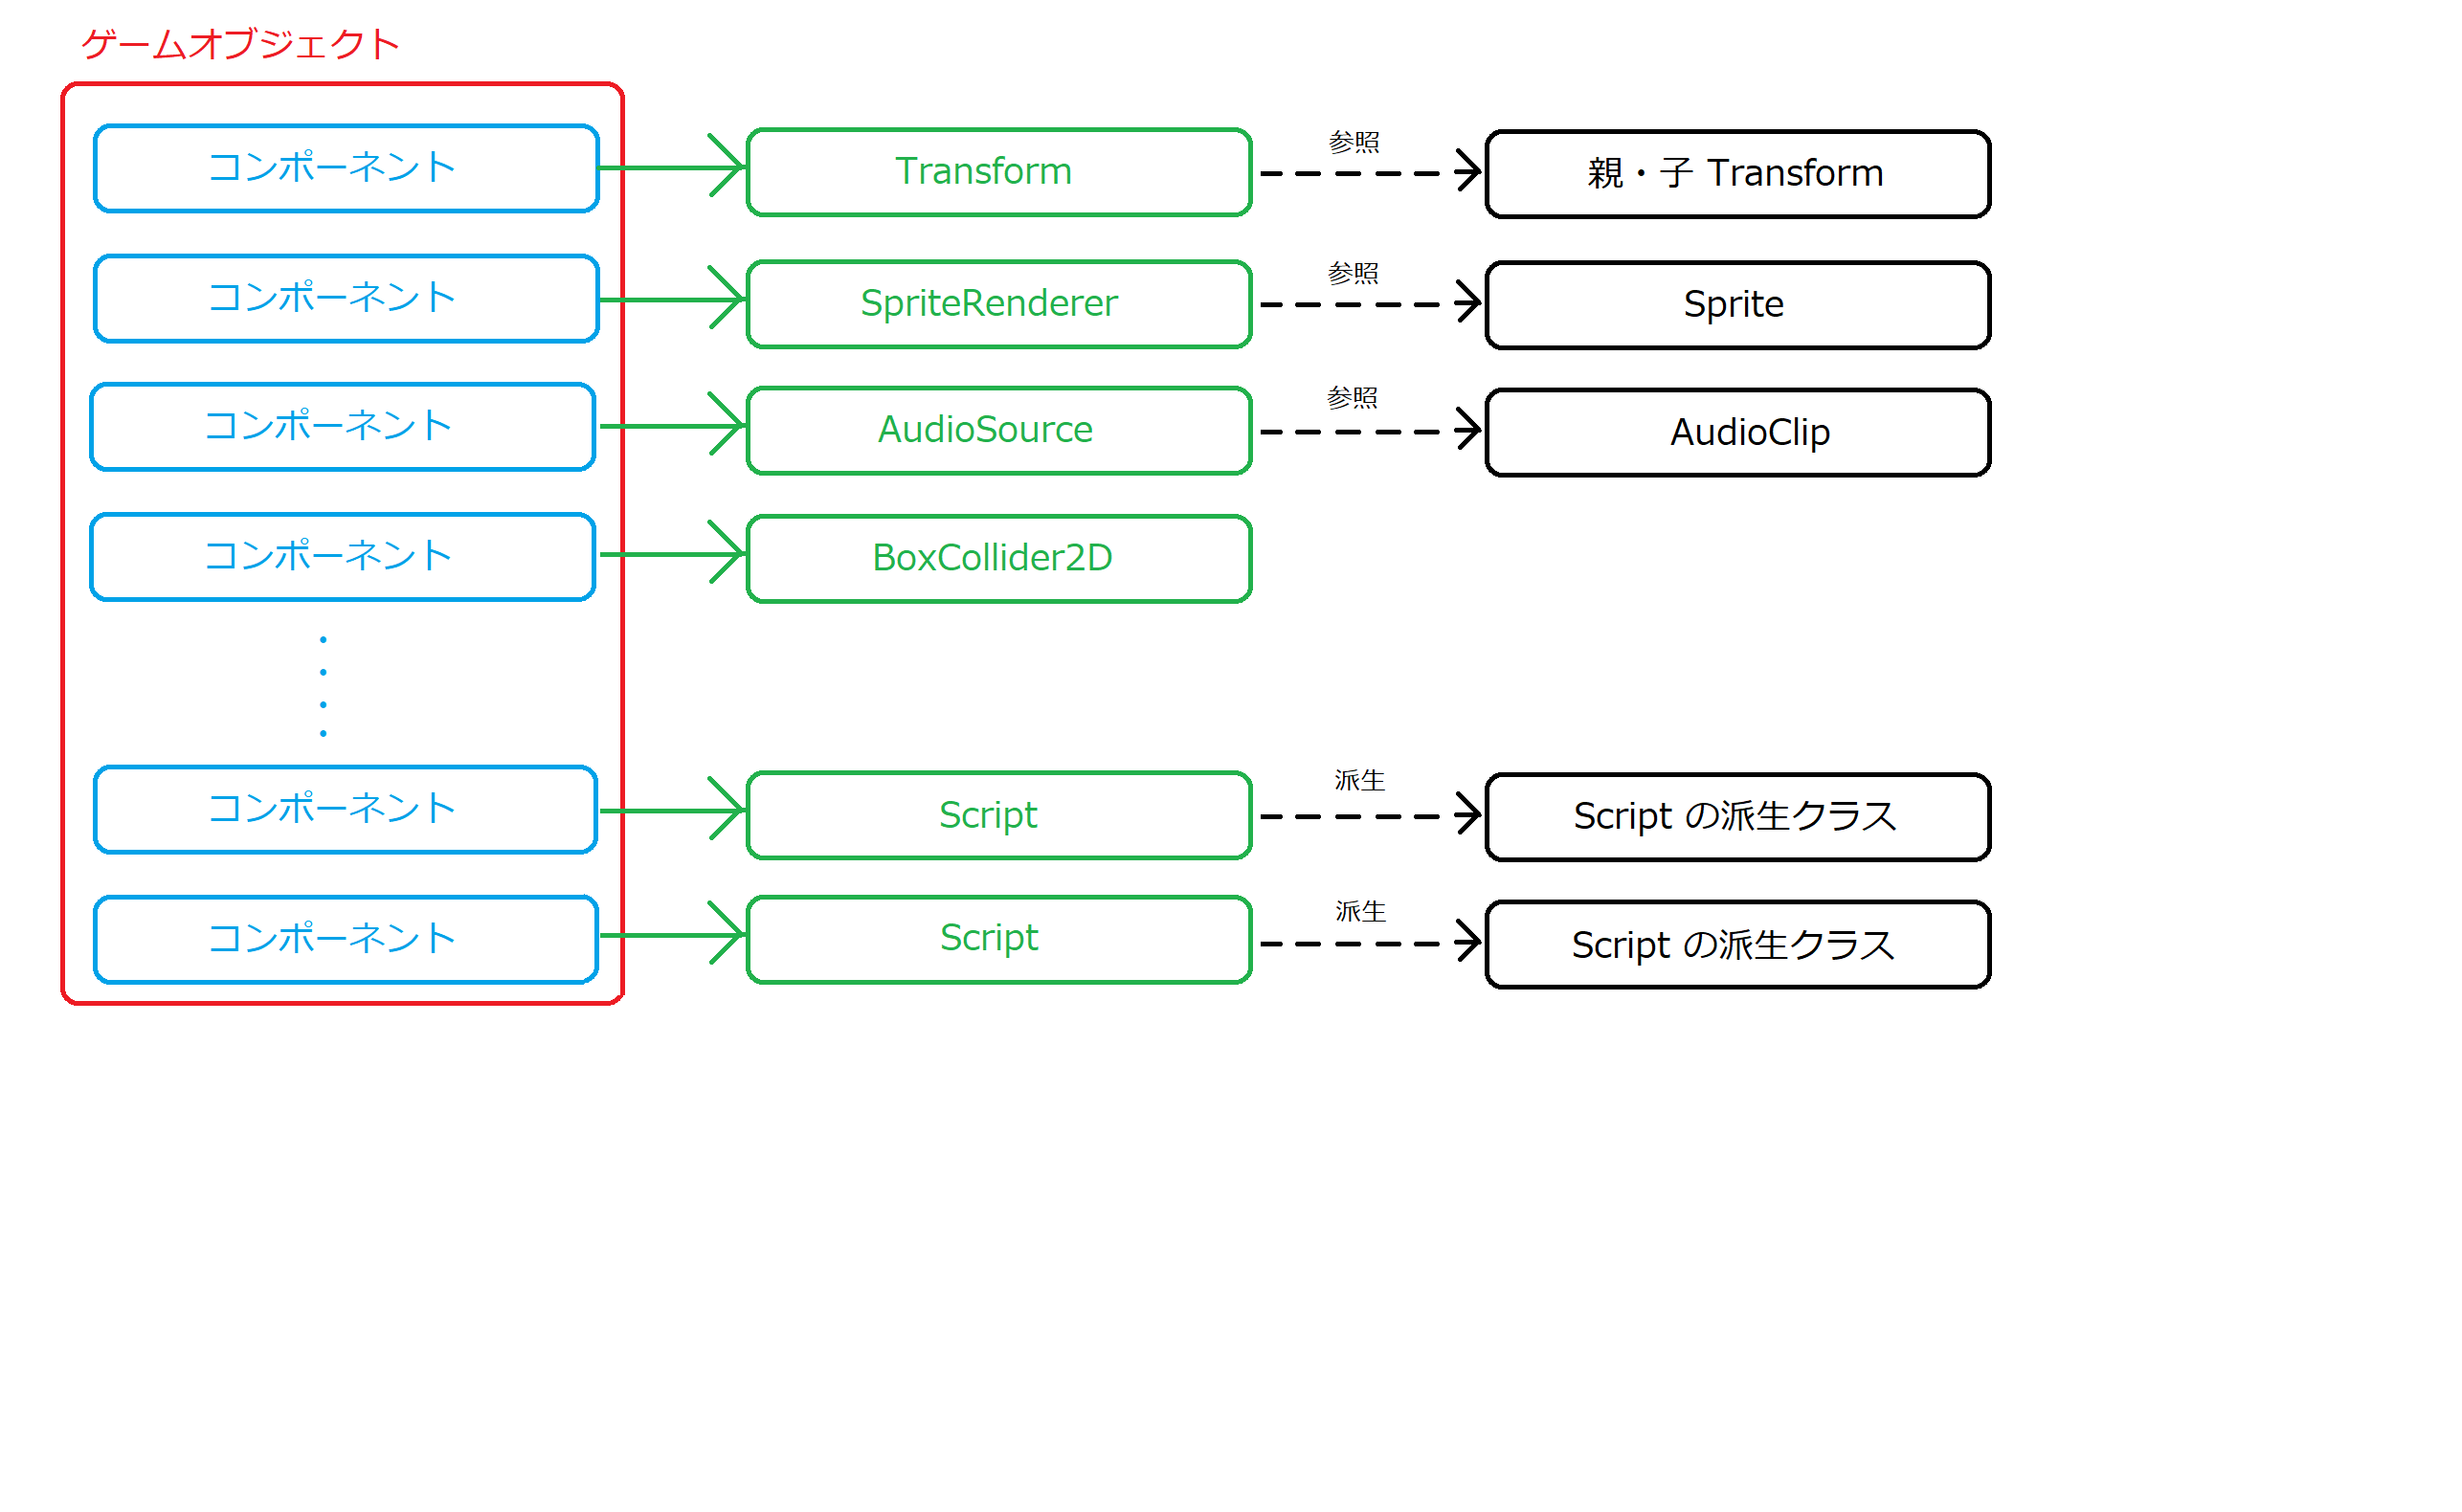 ゲームオブジェクト
コンポーネント
Transform
参照
親・子 Transform
コンポーネント
SpriteRenderer
参照
Sprite
コンポーネント
AudioSource
参照
AudioClip
コンポーネント
BoxCollider2D
・
・
・
・
コンポーネント
Script
派生
Script の派生クラス
コンポーネント
Script
派生
Script の派生クラス